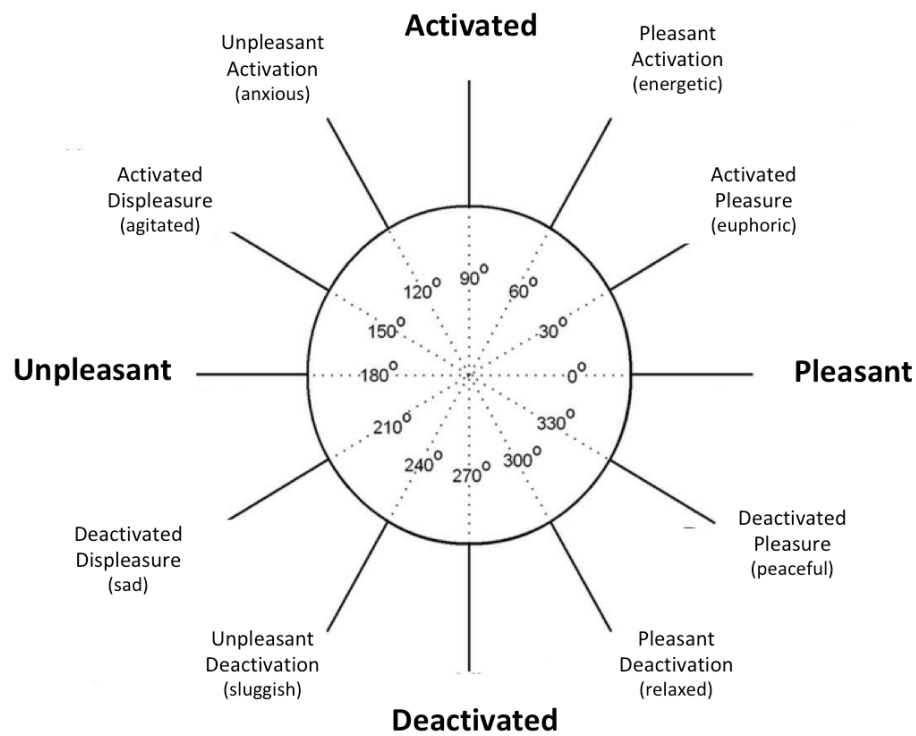 Activated
Unpleasant
Activation
(anxious)
Pleasant
Activation
(energetic)
Activated
Displeasure
(agitated)
Activated
Pleasure
(euphoric)
90°
120°
60°
150°
30°
Unpleasant
180°
0°
Pleasant
210°
330°
240°
270°
300°
Deactivated
Displeasure
(sad)
Deactivated
Pleasure
(peaceful)
Unpleasant
Deactivation
(sluggish)
Pleasant
Deactivation
(relaxed)
Deactivated